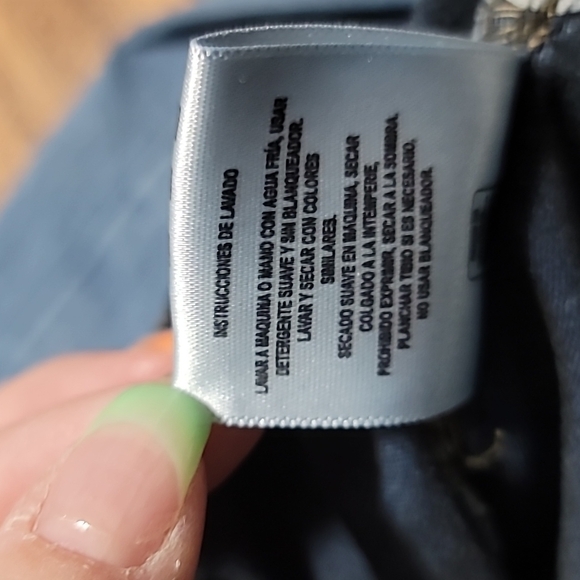 INSTRUCCIONES DE LAVADO
LAVAR A MAQUINA O MANO CON AGUA FRÍA, USAR
DETERGENTE SUAVE Y SIN BLANQUEADOR.
LAVAR Y SECAR CON COLORES
SIMILARES.
SECADO SUAVE EN MAQUINA, SECAR
COLGADO A LA INTEMPERIE,
PROHIBIDO EXPRIMIR, SECAR A LA SOMBRA.
PLANCHAR TIBIO SI ES NECESARIO.
NO USAR BLANQUEADOR.